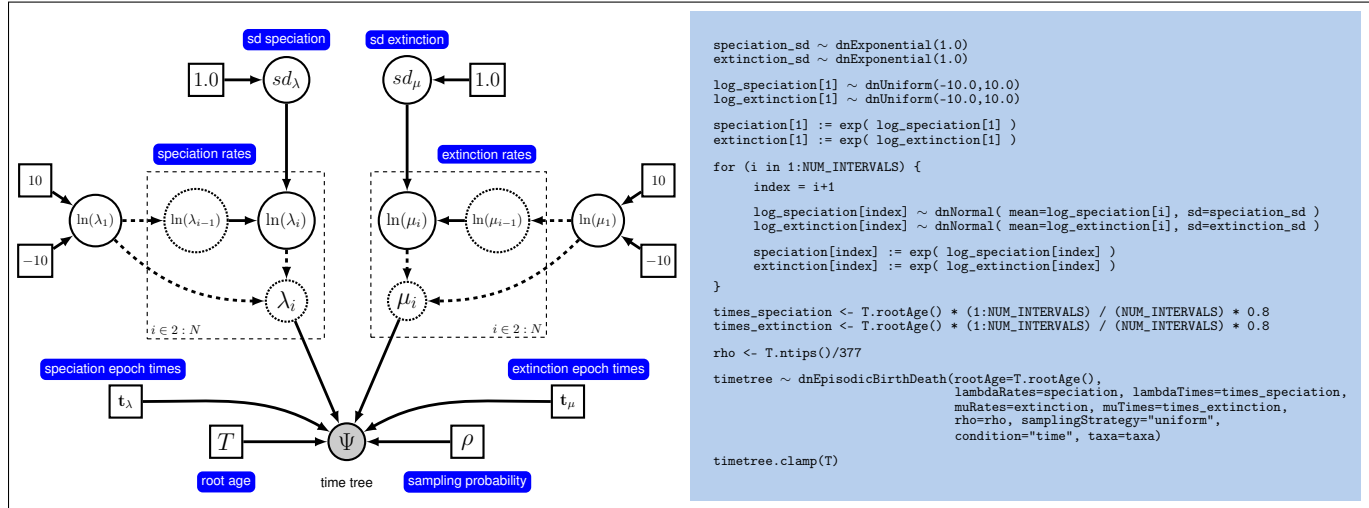 sd speciation
sd extinction
1.0
sd_λ
sd_μ
1.0
speciation rates
extinction rates
10
10
ln(λ_1)
ln(λ_{i−1})
ln(λ_i)
ln(μ_i)
ln(μ_{i−1})
ln(μ_1)
−10
−10
λ_i
μ_i
i ∈ 2 : N
i ∈ 2 : N
speciation epoch times
extinction epoch times
t_λ
t_μ
T
Ψ
ρ
root age
time tree
sampling probability
speciation_sd ∼ dnExponential(1.0)
extinction_sd ∼ dnExponential(1.0)
log_speciation[1] ∼ dnUniform(-10.0,10.0)
log_extinction[1] ∼ dnUniform(-10.0,10.0)
speciation[1] := exp( log_speciation[1] )
extinction[1] := exp( log_extinction[1] )
for (i in 1:NUM_INTERVALS) {
index = i+1
log_speciation[index] ∼ dnNormal( mean=log_speciation[i], sd=speciation_sd )
log_extinction[index] ∼ dnNormal( mean=log_extinction[i], sd=extinction_sd )
speciation[index] := exp( log_speciation[index] )
extinction[index] := exp( log_extinction[index] )
}
times_speciation <- T.rootAge() * (1:NUM_INTERVALS) / (NUM_INTERVALS) * 0.8
times_extinction <- T.rootAge() * (1:NUM_INTERVALS) / (NUM_INTERVALS) * 0.8
rho <- T.ntips()/377
timetree ∼ dnEpisodicBirthDeath(rootAge=T.rootAge(),
lambdaRates=speciation, lambdaTimes=times_speciation,
muRates=extinction, muTimes=times_extinction,
rho=rho, samplingStrategy="uniform",
condition="time", taxa=taxa)
timetree.clamp(T)